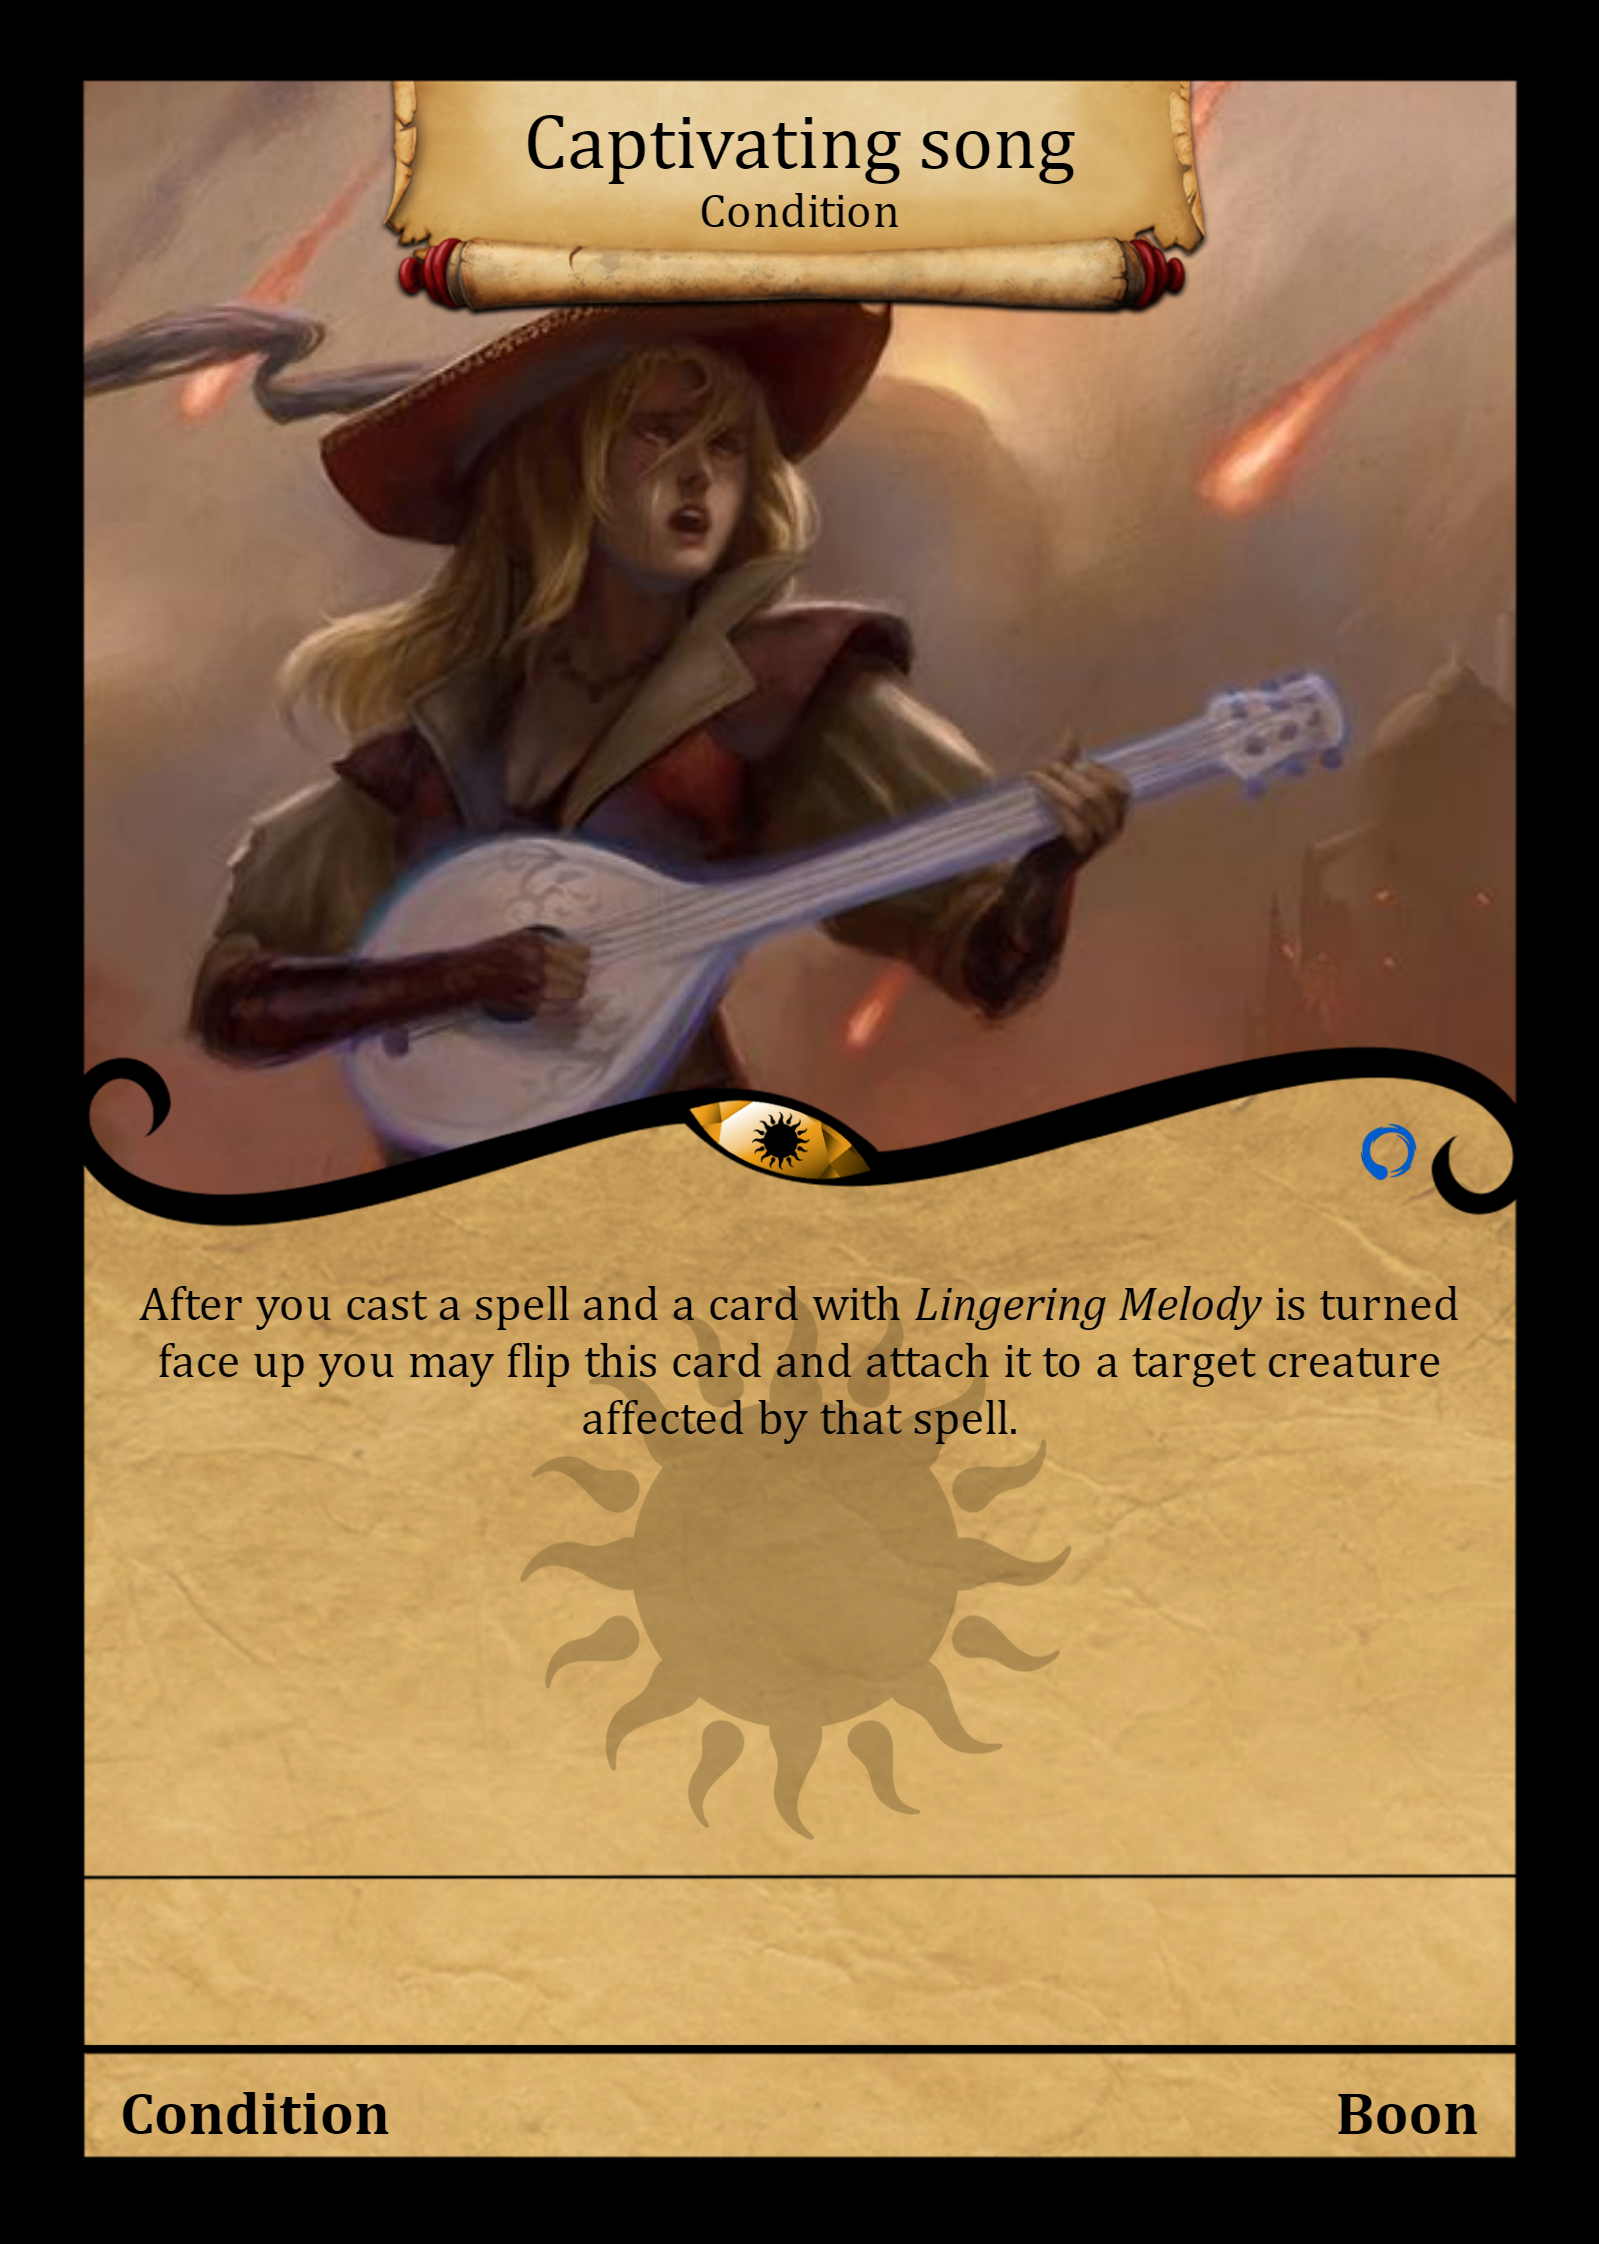 Captivating song
Condition
After you cast a spell and a card with Lingering Melody is turned
face up you may flip this card and attach it to a target creature
affected by that spell.
Condition
Boon